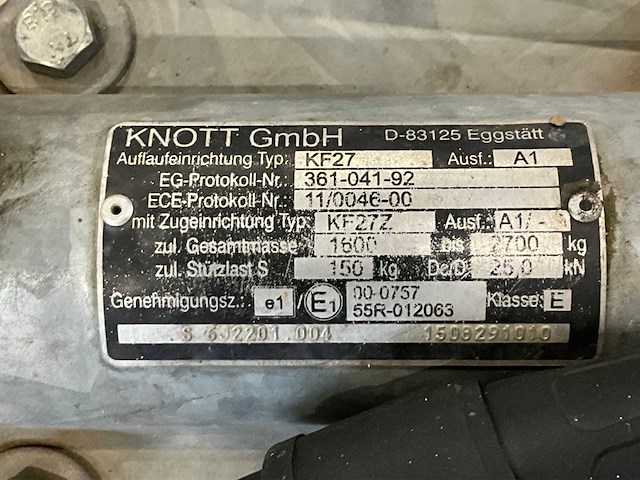 KNOTT GmbH D-83125 Eggstätt
Auflaufeinrichtung Typ: KF27 Ausf.: A1
EG-Protokoll-Nr.: 361-041-92
ECE-Protokoll-Nr.: 11/0046-00
mit Zugeinrichtung Typ: KF27Z Ausf.: A1/-
zul. Gesamtmasse 1600 bis 2700 kg
zul. Stützlast S 150 kg Dc/D 25,0 kN
Genehmigungsz.: e1 / E1 00-0757 Klasse: E
55R-012063
S 6J2201.004 1508291010